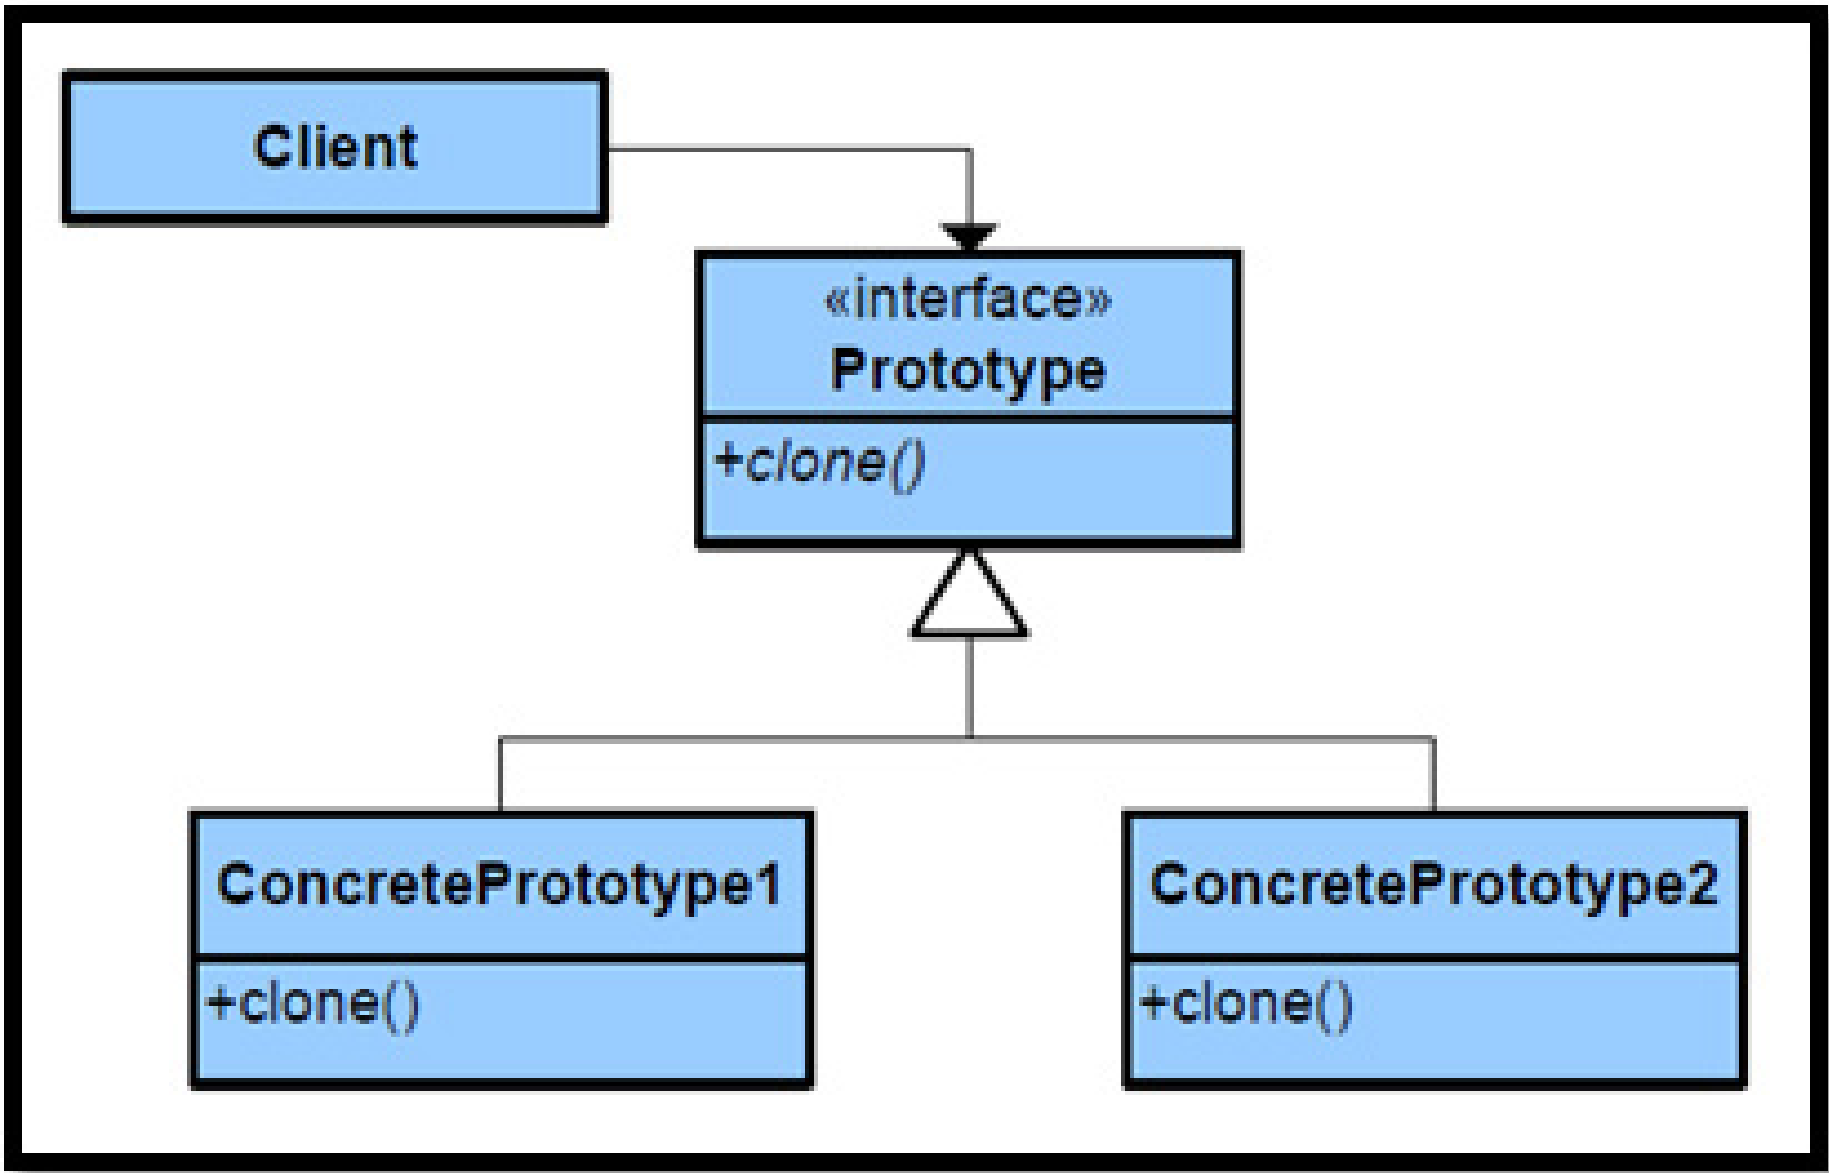 Client
«interface»
Prototype
+clone()
ConcretePrototype1
+clone()
ConcretePrototype2
+clone()